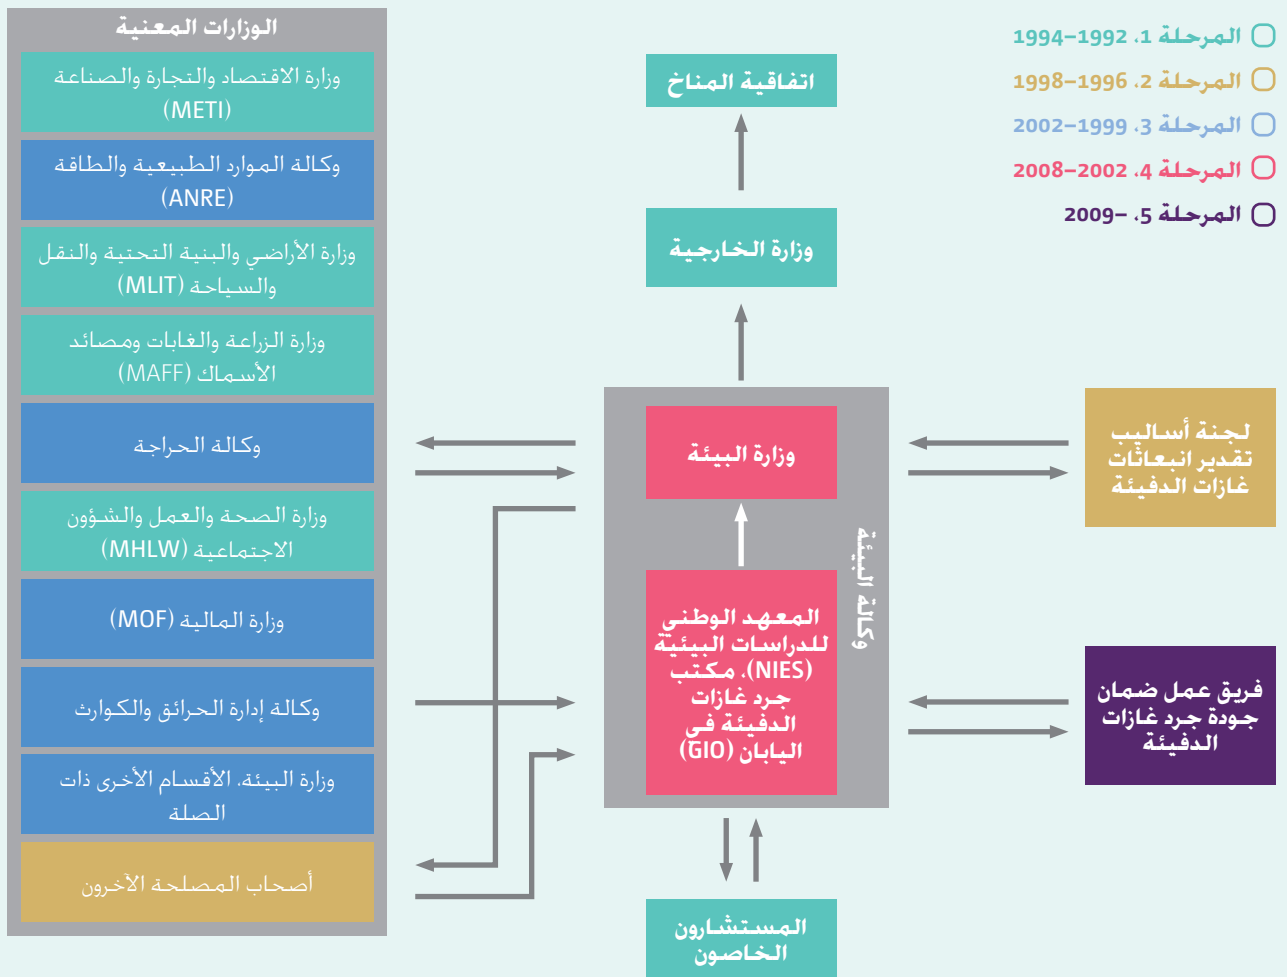 المرحلة 1، 1992–1994
المرحلة 2، 1996–1998
المرحلة 3، 1999–2002
المرحلة 4، 2002–2008
المرحلة 5، –2009
اتفاقية المناخ
وزارة الخارجية
لجنة أساليب
تقدير انبعاثات
غازات الدفيئة
فريق عمل ضمان
جودة جرد غازات
الدفيئة
وكالة البيئة
وزارة البيئة
المعهد الوطني
للدراسات البيئية
(NIES)، مكتب
جرد غازات
الدفيئة في
اليابان (GIO)
المستشارون
الخاصون
الوزارات المعنية
وزارة الاقتصاد والتجارة والصناعة
(METI)
وكالة الموارد الطبيعية والطاقة
(ANRE)
وزارة الأراضي والبنية التحتية والنقل
والسياحة (MLIT)
وزارة الزراعة والغابات ومصائد
الأسماك (MAFF)
وكالة الحراجة
وزارة الصحة والعمل والشؤون
الاجتماعية (MHLW)
وزارة المالية (MOF)
وكالة إدارة الحرائق والكوارث
وزارة البيئة، الأقسام الأخرى ذات
الصلة
أصحاب المصلحة الآخرون